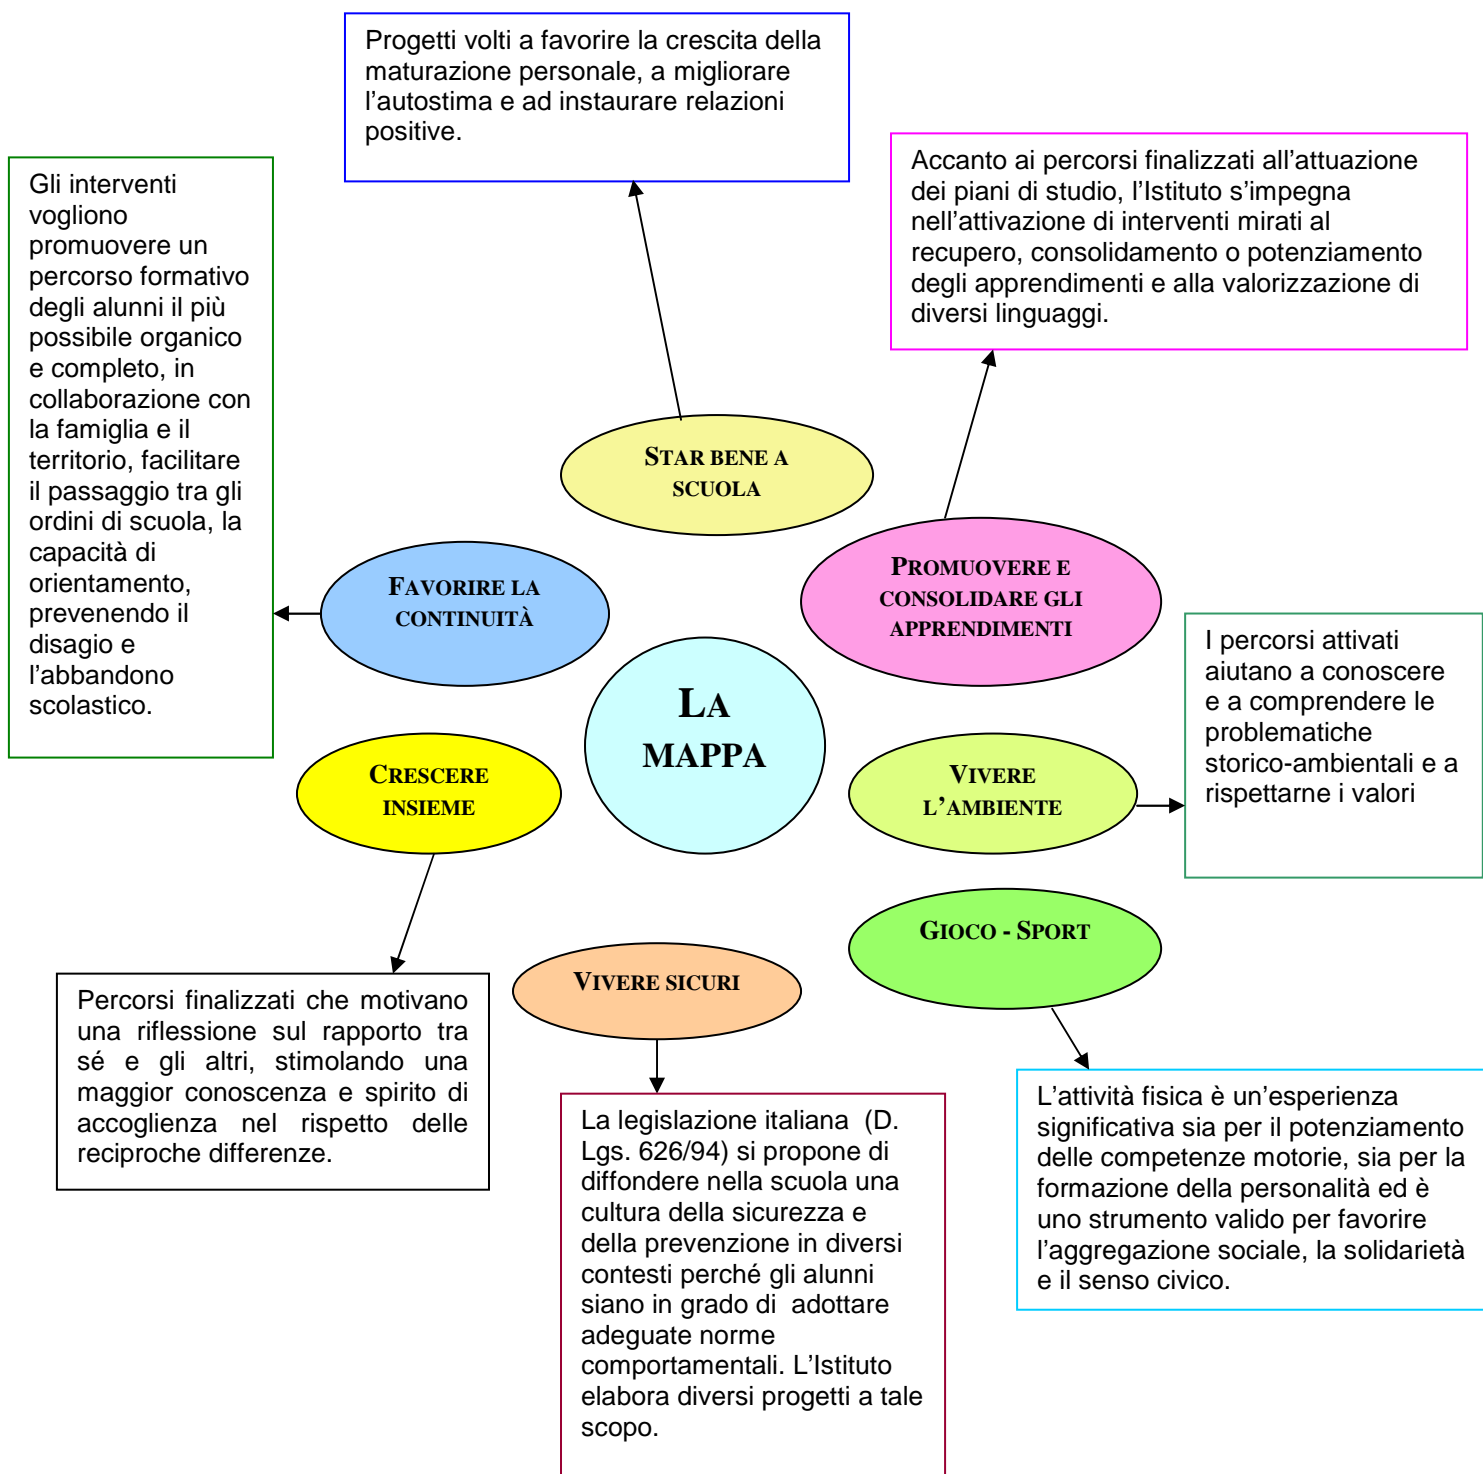 Progetti volti a favorire la crescita della
maturazione personale, a migliorare
l’autostima e ad instaurare relazioni
positive.
Accanto ai percorsi finalizzati all’attuazione
dei piani di studio, l’Istituto s’impegna
nell’attivazione di interventi mirati al
recupero, consolidamento o potenziamento
degli apprendimenti e alla valorizzazione di
diversi linguaggi.
Gli interventi
vogliono
promuovere un
percorso formativo
degli alunni il più
possibile organico
e completo, in
collaborazione con
la famiglia e il
territorio, facilitare
il passaggio tra gli
ordini di scuola, la
capacità di
orientamento,
prevenendo il
disagio e
l’abbandono
scolastico.
STAR BENE A
SCUOLA
FAVORIRE LA
CONTINUITÀ
PROMUOVERE E
CONSOLIDARE GLI
APPRENDIMENTI
LA
MAPPA
I percorsi attivati
aiutano a conoscere
e a comprendere le
problematiche
storico-ambientali e a
rispettarne i valori
CRESCERE
INSIEME
VIVERE
L’AMBIENTE
GIOCO - SPORT
VIVERE SICURI
Percorsi finalizzati che motivano
una riflessione sul rapporto tra
sé e gli altri, stimolando una
maggior conoscenza e spirito di
accoglienza nel rispetto delle
reciproche differenze.
La legislazione italiana (D.
Lgs. 626/94) si propone di
diffondere nella scuola una
cultura della sicurezza e
della prevenzione in diversi
contesti perché gli alunni
siano in grado di adottare
adeguate norme
comportamentali. L’Istituto
elabora diversi progetti a tale
scopo.
L’attività fisica è un’esperienza
significativa sia per il potenziamento
delle competenze motorie, sia per la
formazione della personalità ed è
uno strumento valido per favorire
l’aggregazione sociale, la solidarietà
e il senso civico.